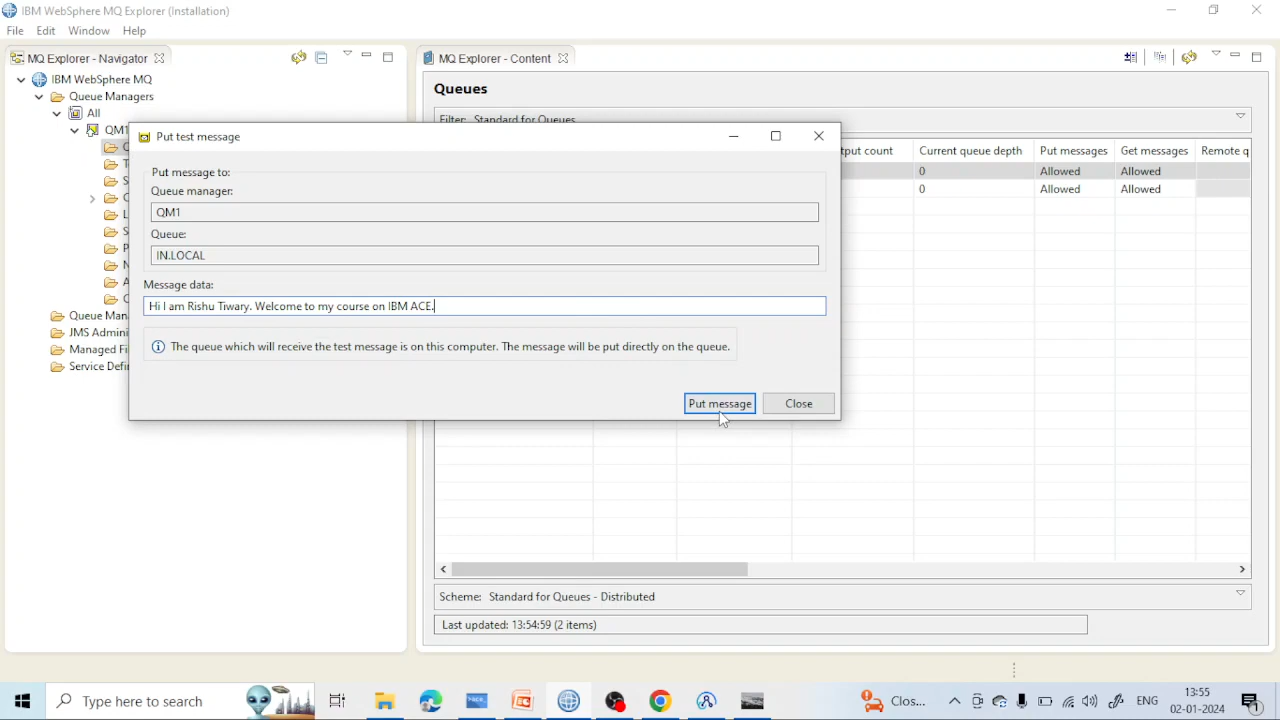 IBM WebSphere MQ Explorer (Installation)
File Edit Window Help
MQ Explorer - Navigator
IBM WebSphere MQ
Queue Managers
All
QM1
Queue Mana
JMS Admini
Managed Fi
Service Defin
MQ Explorer - Content
Queues
Filter: Standard for Queues
put count Current queue depth Put messages Get messages Remote q
0 Allowed Allowed
0 Allowed Allowed
Put test message
Put message to:
Queue manager:
QM1
Queue:
IN.LOCAL
Message data:
Hi I am Rishu Tiwary. Welcome to my course on IBM ACE.
The queue which will receive the test message is on this computer. The message will be put directly on the queue.
Put message Close
Scheme: Standard for Queues - Distributed
Last updated: 13:54:59 (2 items)
Type here to search
Clos... ENG 13:55
02-01-2024